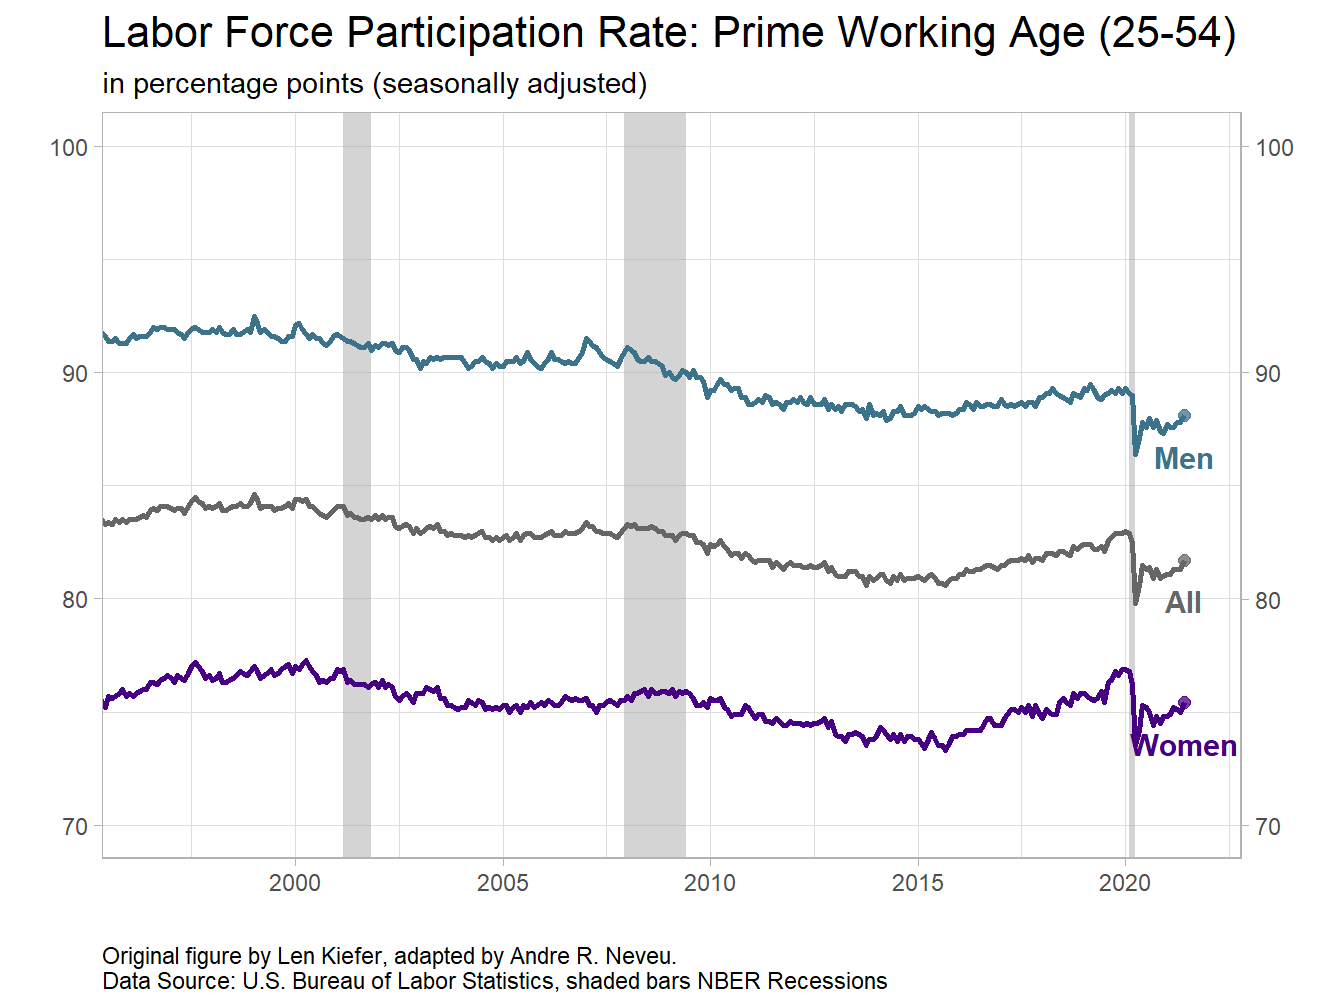 Labor Force Participation Rate: Prime Working Age (25-54)
in percentage points (seasonally adjusted)
100 100
90 90
Men
80 All 80
Women
70 70
2000 2005 2010 2015 2020
Original figure by Len Kiefer, adapted by Andre R. Neveu.
Data Source: U.S. Bureau of Labor Statistics, shaded bars NBER Recessions